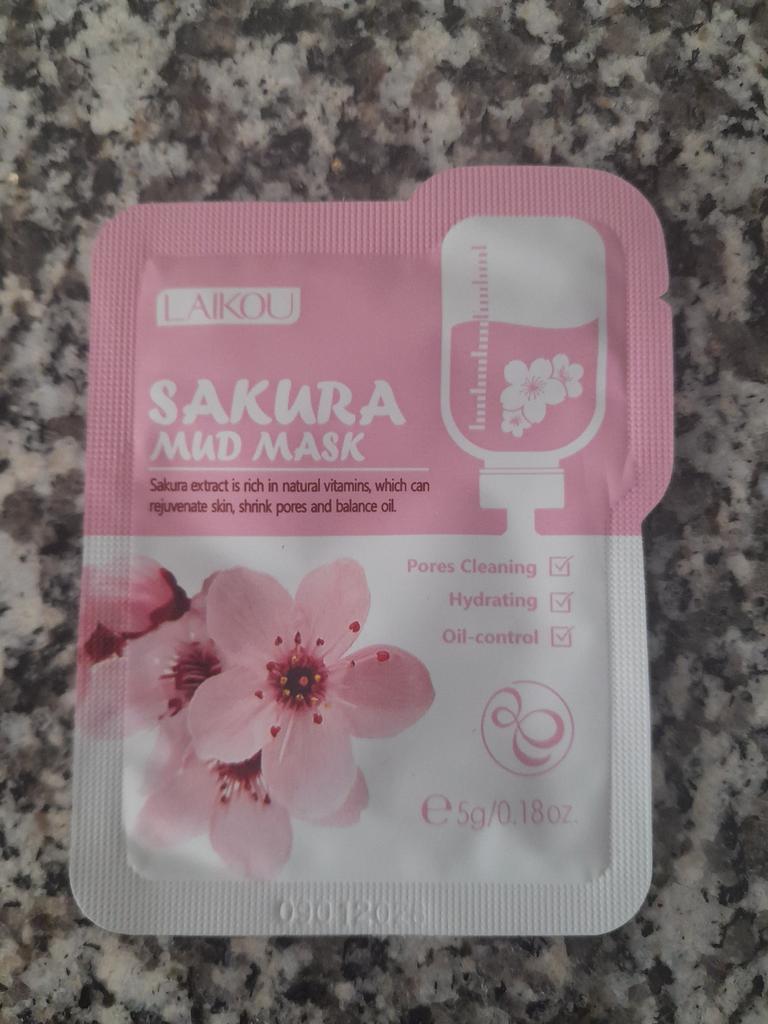 LAIKOU
SAKURA
MUD MASK
Sakura extract is rich in natural vitamins, which can
rejuvenate skin, shrink pores and balance oil.
Pores Cleaning
Hydrating
Oil-control
℮ 5g/0.18oz.